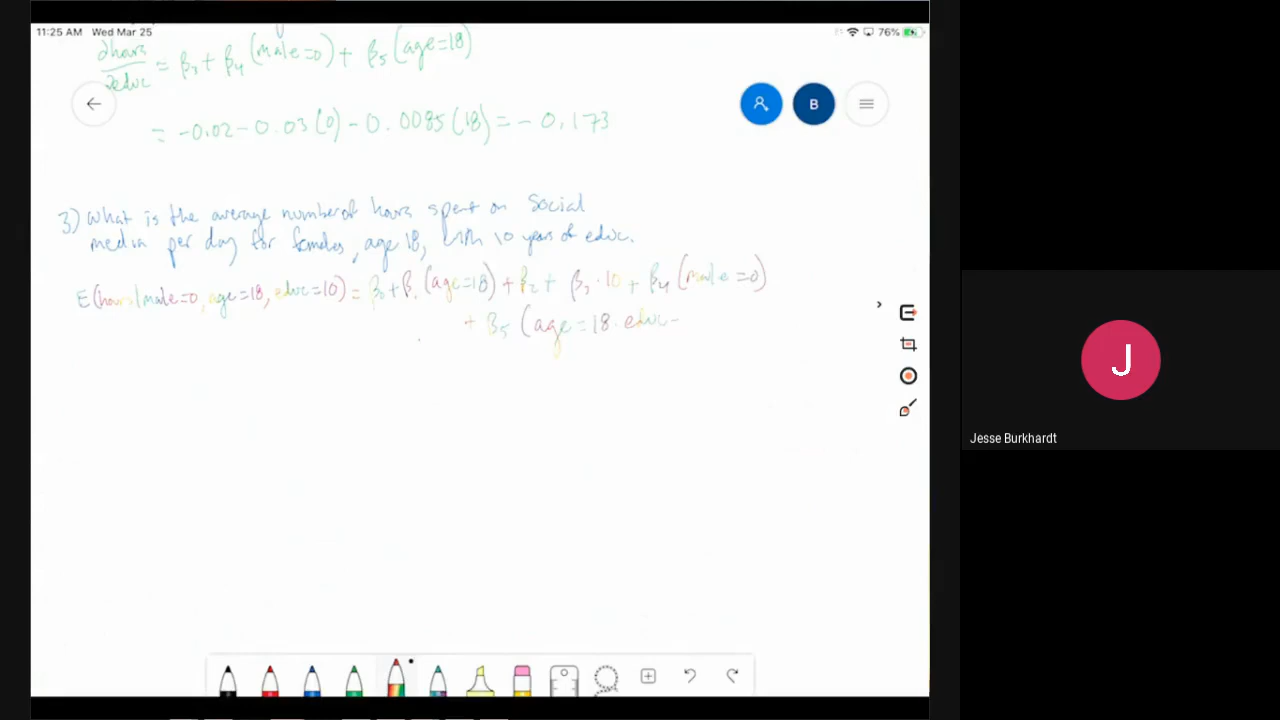 11:25 AM Wed Mar 25
76%
∂hours/∂educ = β₃ + β₄ (male=0) + β₅ (age=18)
= -0.02 - 0.03 (0) - 0.0085 (18) = - 0.173
B
3) What is the average number of hours spent on Social
media per day for females, age 18, with 10 years of educ.
E(hours|male=0, age=18, educ=10) = β₀ + β₁ (age=18) + β₂ + β₃ · 10 + β₄ (male=0)
+ β₅ (age=18 · educ
J
Jesse Burkhardt